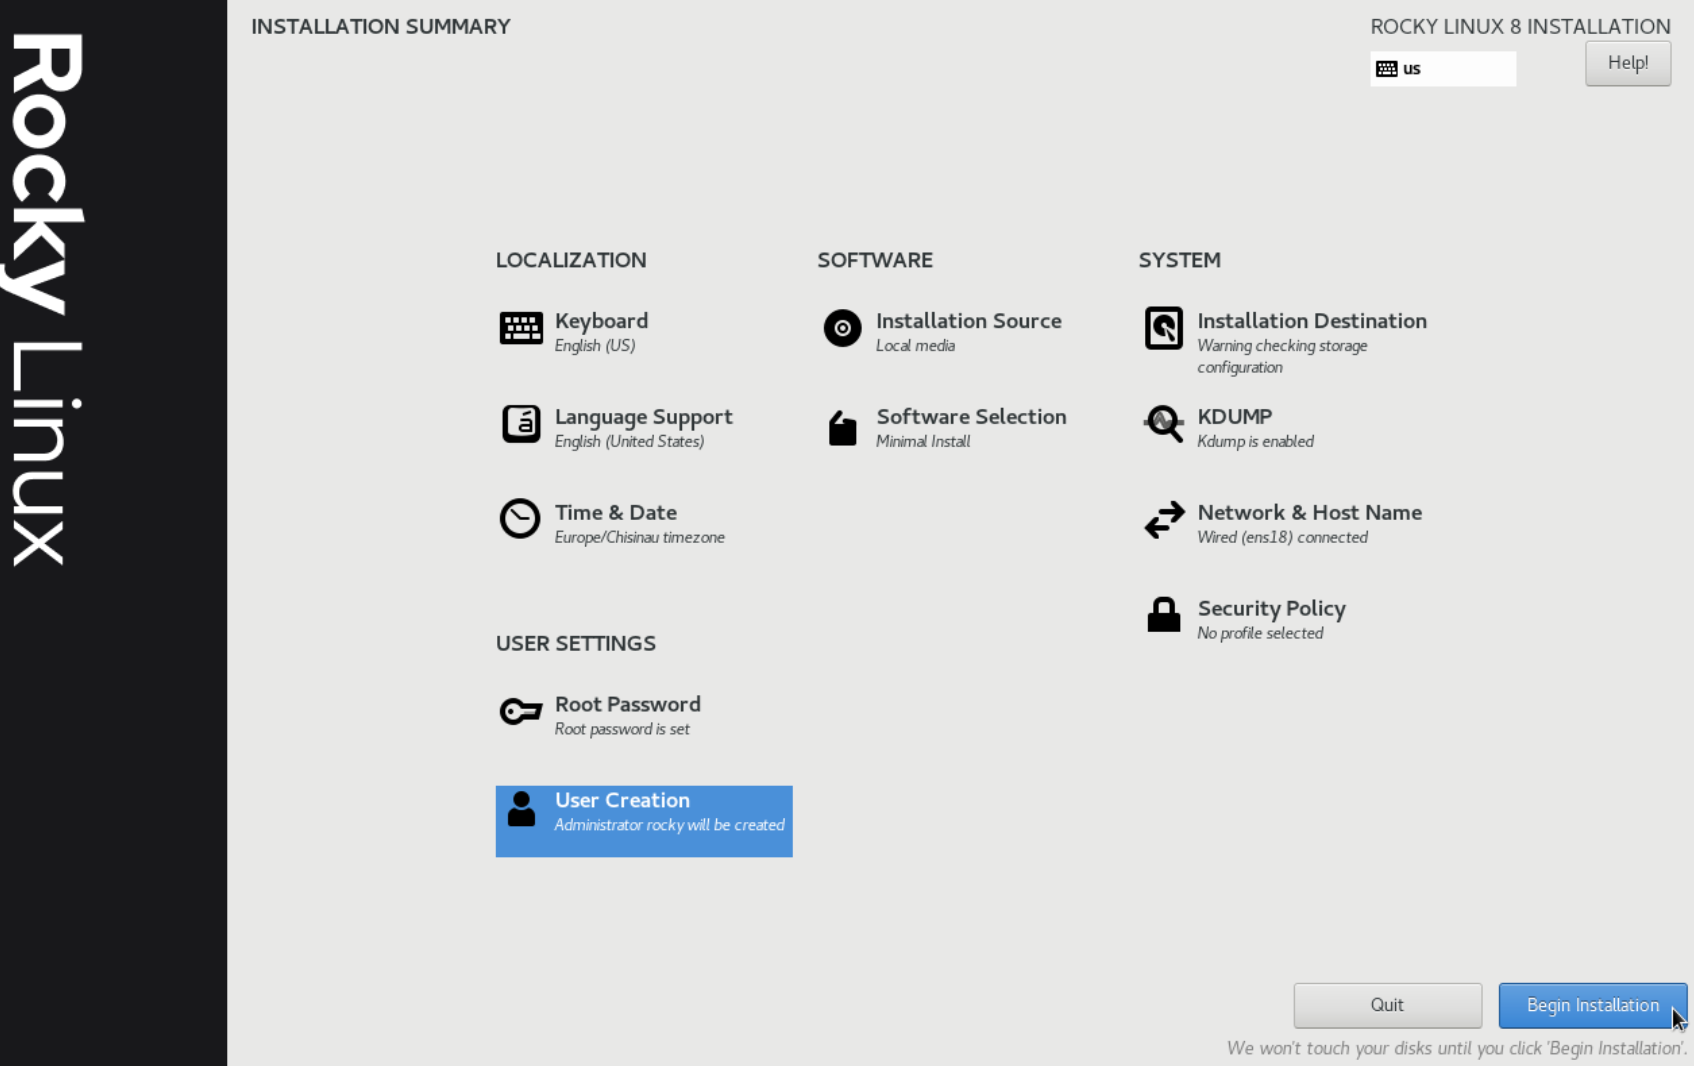 Rocky Linux
INSTALLATION SUMMARY
ROCKY LINUX 8 INSTALLATION
us
Help!
LOCALIZATION
Keyboard
English (US)
Language Support
English (United States)
Time & Date
Europe/Chisinau timezone
SOFTWARE
Installation Source
Local media
Software Selection
Minimal Install
SYSTEM
Installation Destination
Warning checking storage
configuration
KDUMP
Kdump is enabled
Network & Host Name
Wired (ens18) connected
Security Policy
No profile selected
USER SETTINGS
Root Password
Root password is set
User Creation
Administrator rocky will be created
Quit
Begin Installation
We won't touch your disks until you click 'Begin Installation'.